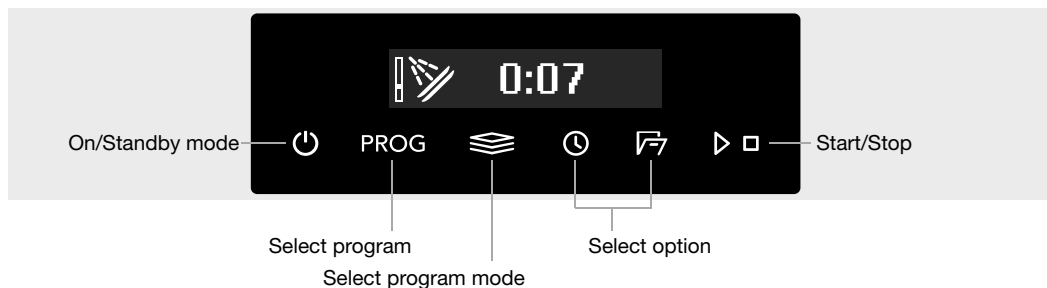 0:07
On/Standby mode
PROG
Start/Stop
Select program
Select option
Select program mode